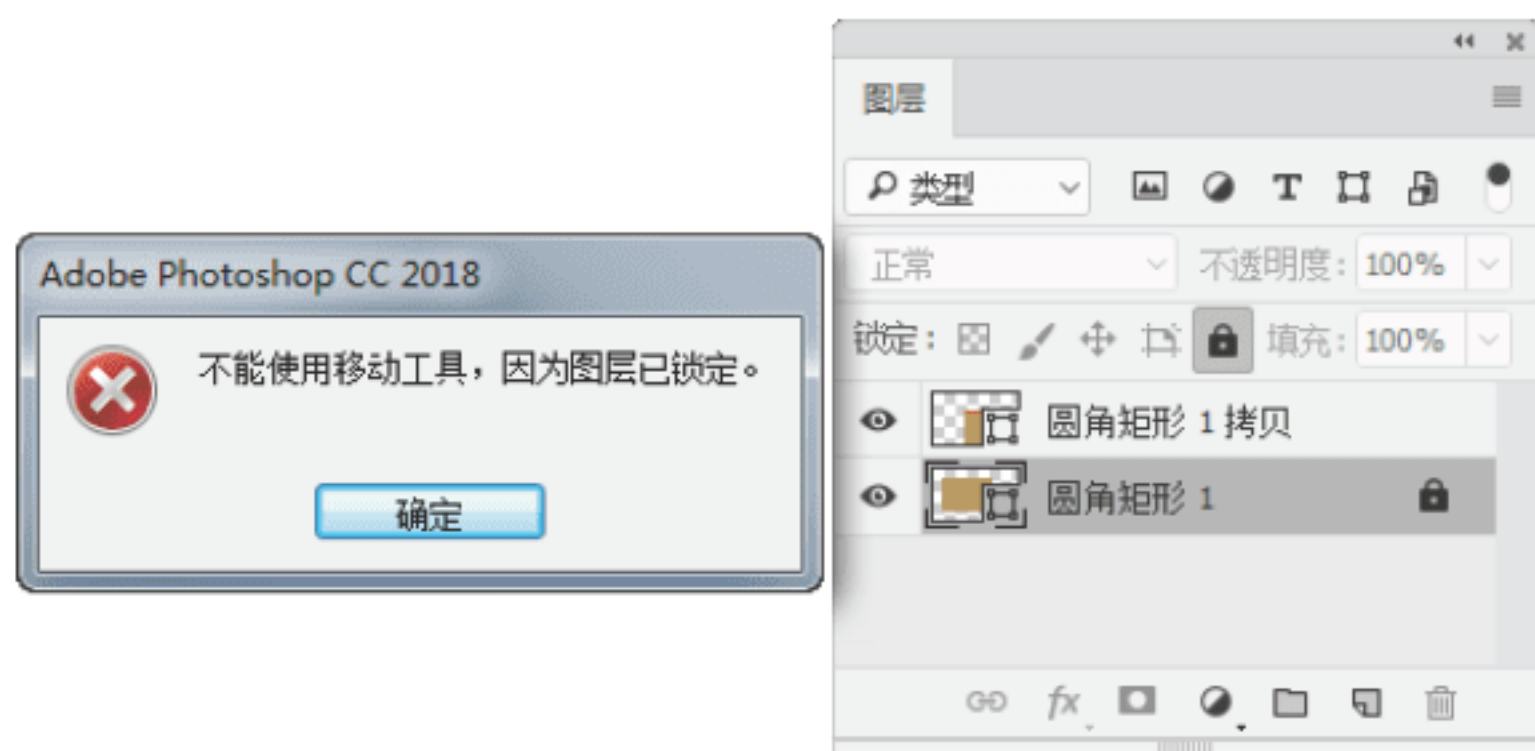 Adobe Photoshop CC 2018
不能使用移动工具，因为图层已锁定。
确定
图层
类型
正常 不透明度: 100%
锁定: 填充: 100%
圆角矩形 1 拷贝
圆角矩形 1
fx